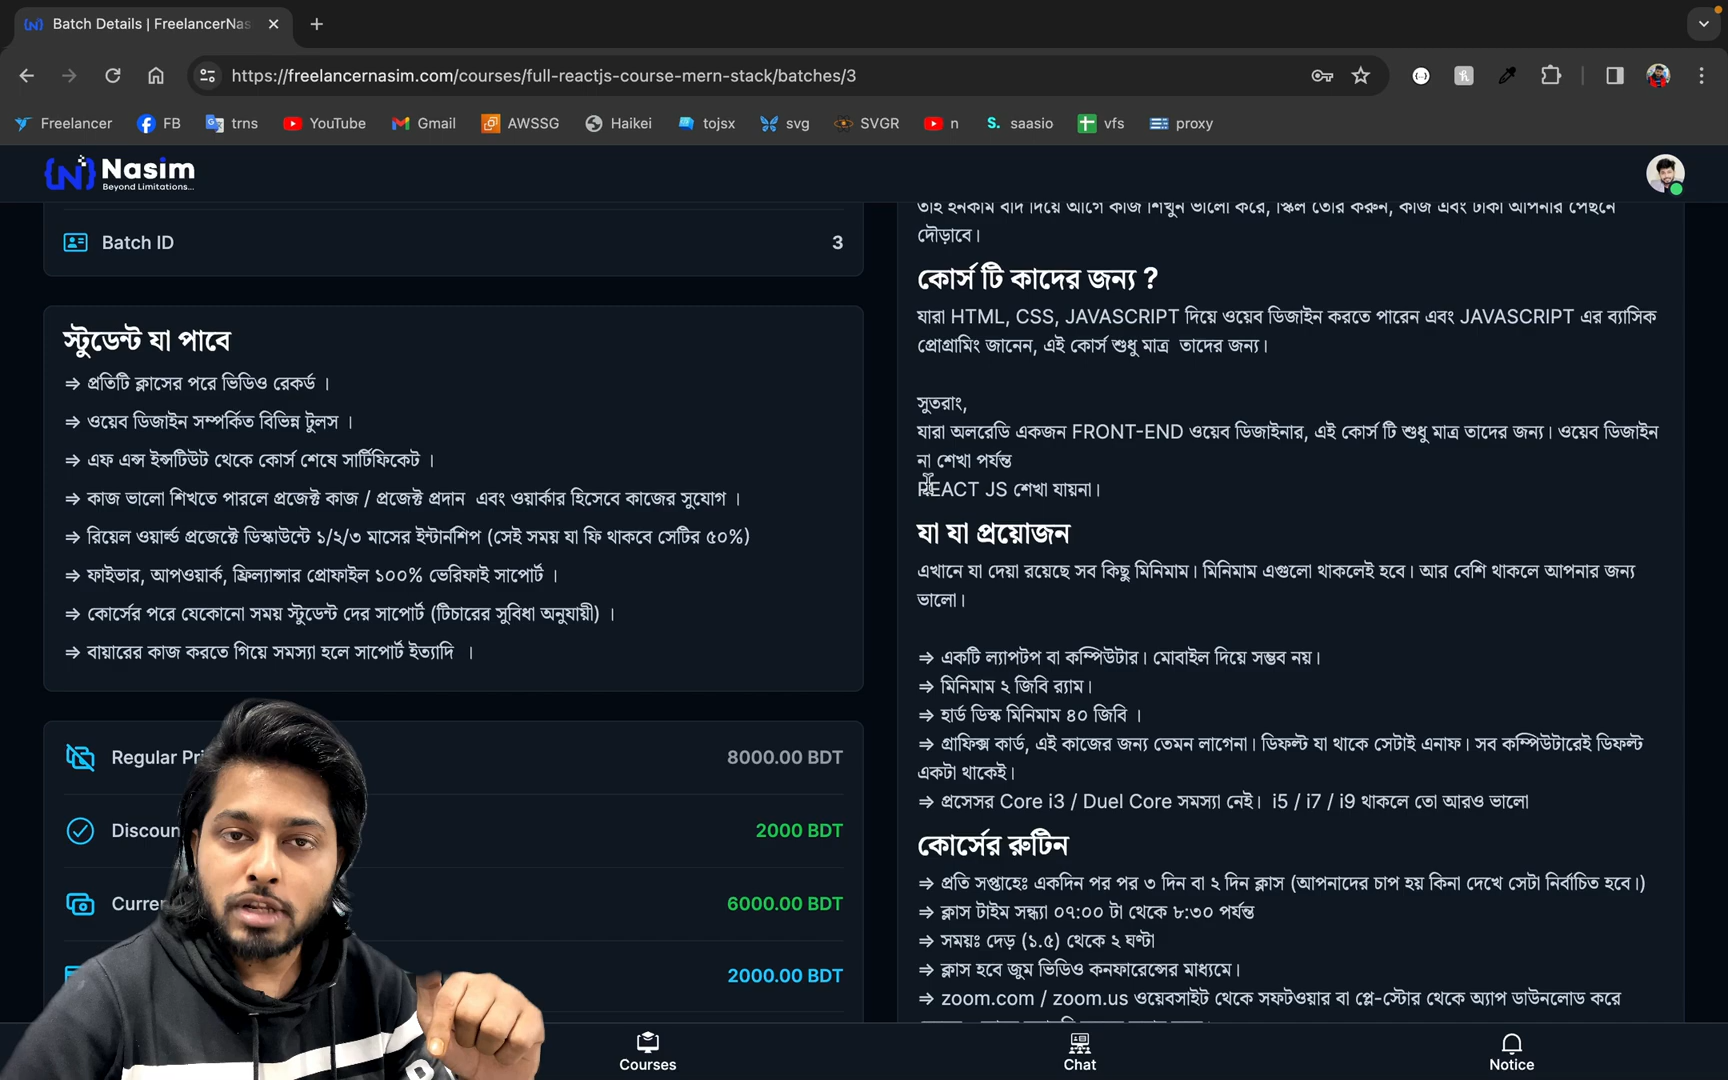 Batch Details | FreelancerNas
https://freelancernasim.com/courses/full-reactjs-course-mern-stack/batches/3
Freelancer
FB
trns
YouTube
Gmail
AWSSG
Haikei
tojsx
svg
SVGR
n
saasio
vfs
proxy
Nasim
Beyond Limitations...
Batch ID
3
স্টুডেন্ট যা পাবে
⇒ প্রতিটি ক্লাসের পরে ভিডিও রেকর্ড ।
⇒ ওয়েব ডিজাইন সম্পর্কিত বিভিন্ন টুলস ।
⇒ এফ এন্স ইন্সটিউট থেকে কোর্স শেষে সার্টিফিকেট ।
⇒ কাজ ভালো শিখতে পারলে প্রজেক্ট কাজ / প্রজেক্ট প্রদান এবং ওয়ার্কার হিসেবে কাজের সুযোগ ।
⇒ রিয়েল ওয়ার্ল্ড প্রজেক্টে ডিস্কাউন্টে ১/২/৩ মাসের ইন্টার্নশিপ (সেই সময় যা ফি থাকবে সেটির ৫০%)
⇒ ফাইভার, আপওয়ার্ক, ফ্রিল্যান্সার প্রোফাইল ১০০% ভেরিফাই সাপোর্ট ।
⇒ কোর্সের পরে যেকোনো সময় স্টুডেন্ট দের সাপোর্ট (টিচারের সুবিধা অনুযায়ী) ।
⇒ বায়ারের কাজ করতে গিয়ে সমস্যা হলে সাপোর্ট ইত্যাদি ।
Regular Pri
8000.00 BDT
Discoun
2000 BDT
Curre
6000.00 BDT
2000.00 BDT
তাই ইনকাম বাদ দিয়ে আগে কাজ শিখুন ভালো করে, স্কিল তৈরি করুন, কাজ এবং টাকা আপনার পেছনে
দৌড়াবে।
কোর্স টি কাদের জন্য ?
যারা HTML, CSS, JAVASCRIPT দিয়ে ওয়েব ডিজাইন করতে পারেন এবং JAVASCRIPT এর ব্যাসিক
প্রোগ্রামিং জানেন, এই কোর্স শুধু মাত্র তাদের জন্য।
সুতরাং,
যারা অলরেডি একজন FRONT-END ওয়েব ডিজাইনার, এই কোর্স টি শুধু মাত্র তাদের জন্য। ওয়েব ডিজাইন
না শেখা পর্যন্ত
REACT JS শেখা যায়না।
যা যা প্রয়োজন
এখানে যা দেয়া রয়েছে সব কিছু মিনিমাম। মিনিমাম এগুলো থাকলেই হবে। আর বেশি থাকলে আপনার জন্য
ভালো।
⇒ একটি ল্যাপটপ বা কম্পিউটার। মোবাইল দিয়ে সম্ভব নয়।
⇒ মিনিমাম ২ জিবি র‍্যাম।
⇒ হার্ড ডিস্ক মিনিমাম ৪০ জিবি ।
⇒ গ্রাফিক্স কার্ড, এই কাজের জন্য তেমন লাগেনা। ডিফল্ট যা থাকে সেটাই এনাফ। সব কম্পিউটারেই ডিফল্ট
একটা থাকেই।
⇒ প্রসেসর Core i3 / Duel Core সমস্যা নেই। i5 / i7 / i9 থাকলে তো আরও ভালো
কোর্সের রুটিন
⇒ প্রতি সপ্তাহেঃ একদিন পর পর ৩ দিন বা ২ দিন ক্লাস (আপনাদের চাপ হয় কিনা দেখে সেটা নির্বাচিত হবে।)
⇒ ক্লাস টাইম সন্ধ্যা ০৭:০০ টা থেকে ৮:৩০ পর্যন্ত
⇒ সময়ঃ দেড় (১.৫) থেকে ২ ঘণ্টা
⇒ ক্লাস হবে জুম ভিডিও কনফারেন্সের মাধ্যমে।
⇒ zoom.com / zoom.us ওয়েবসাইট থেকে সফটওয়ার বা প্লে-স্টোর থেকে অ্যাপ ডাউনলোড করে
Courses
Chat
Notice